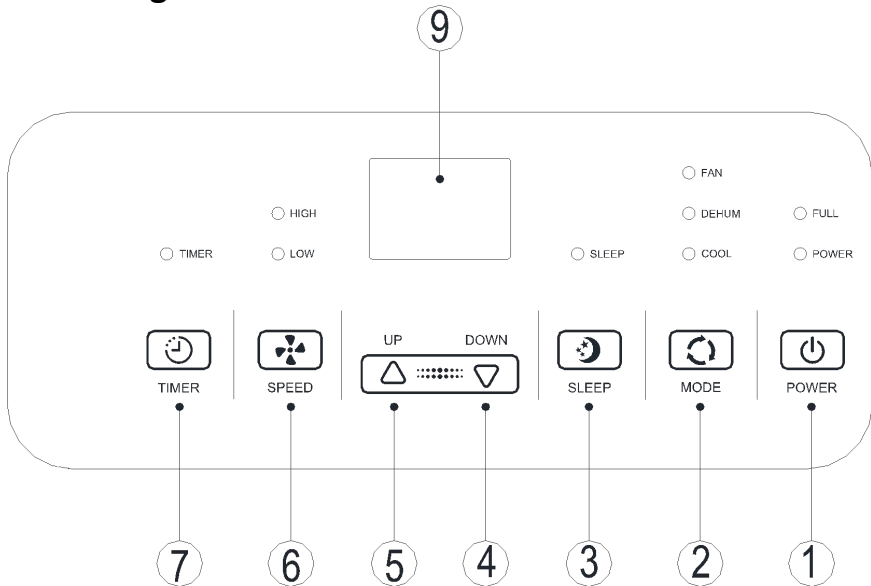 9
FAN
HIGH DEHUM FULL
TIMER LOW SLEEP COOL POWER
UP DOWN
TIMER SPEED SLEEP MODE POWER
7 6 5 4 3 2 1